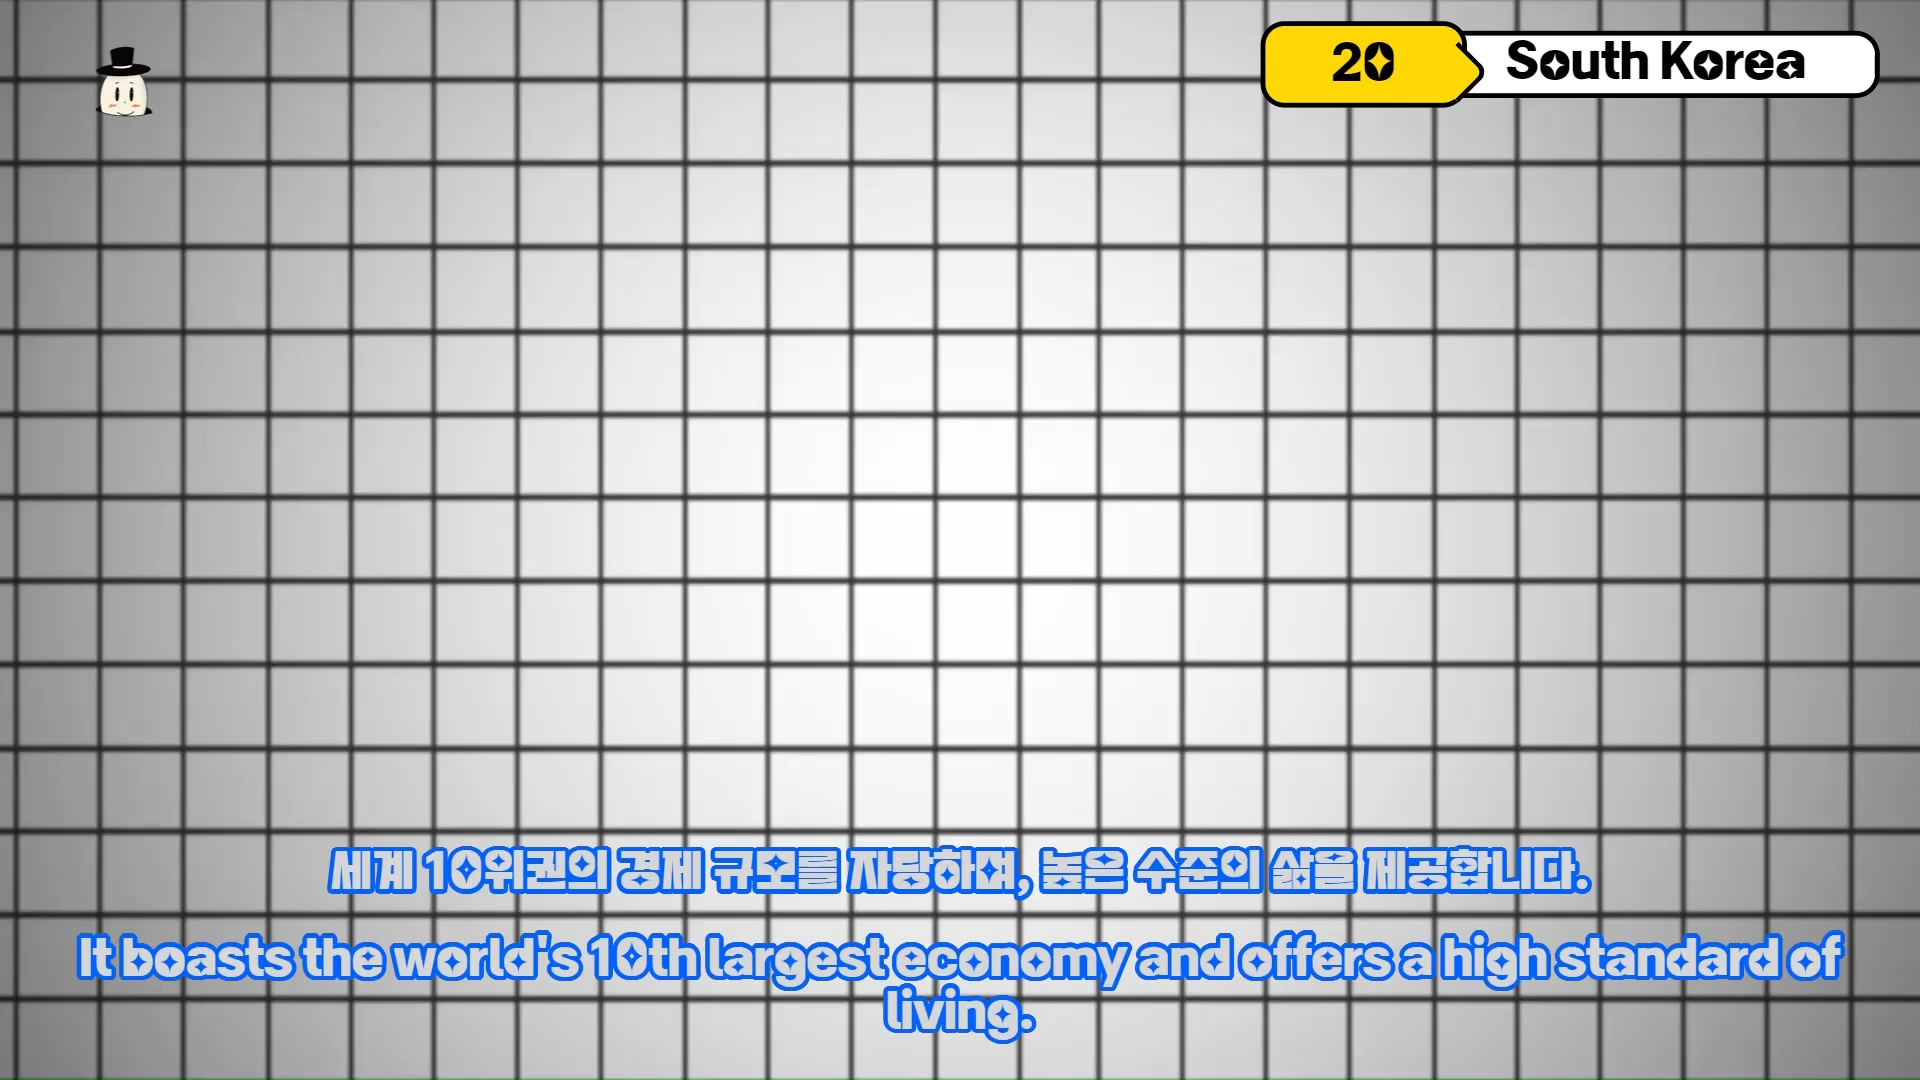 20
South Korea
세계 10위권의 경제 규모를 자랑하며, 높은 수준의 삶을 제공합니다.
It boasts the world's 10th largest economy and offers a high standard of
living.